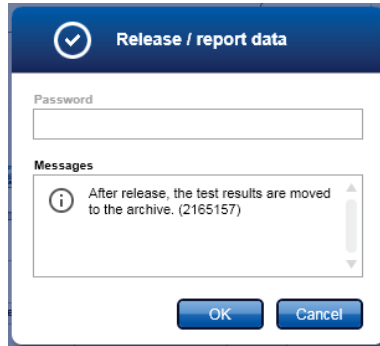 Release / report data
Password
Messages
After release, the test results are moved
to the archive. (2165157)
OK
Cancel